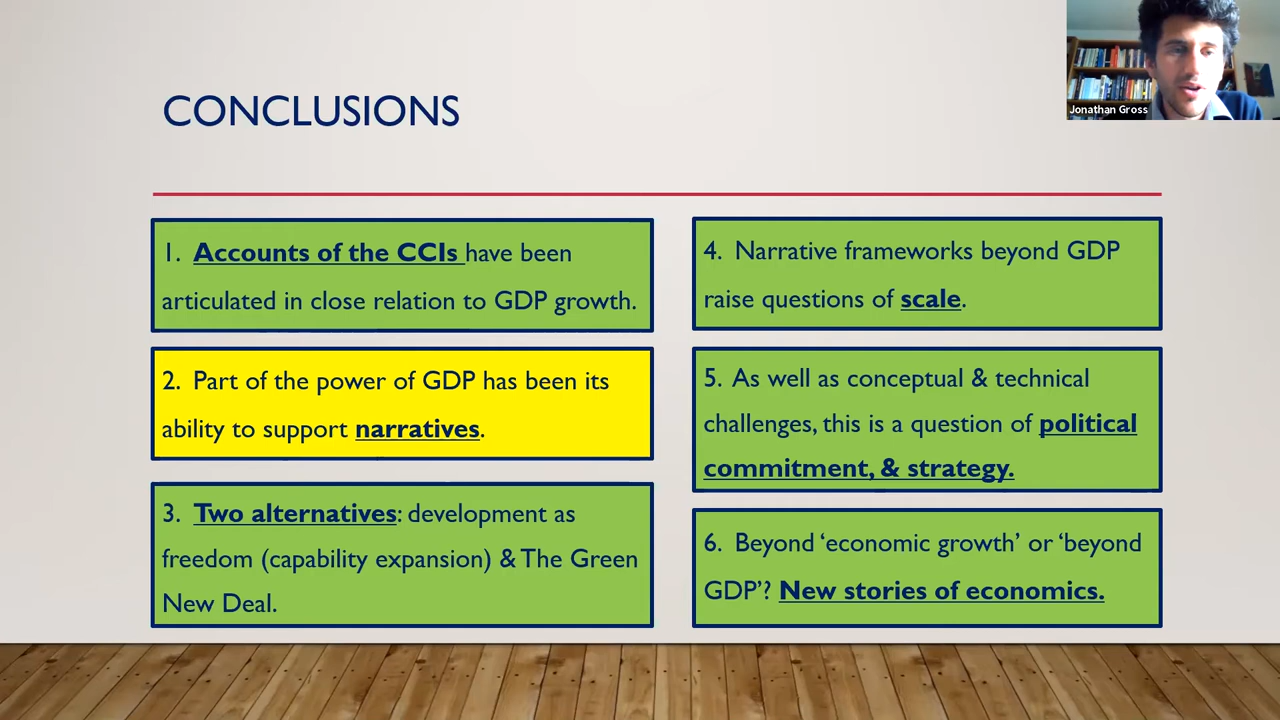 CONCLUSIONS
Jonathan Gross
1. Accounts of the CCIs have been
articulated in close relation to GDP growth.
2. Part of the power of GDP has been its
ability to support narratives.
3. Two alternatives: development as
freedom (capability expansion) & The Green
New Deal.
4. Narrative frameworks beyond GDP
raise questions of scale.
5. As well as conceptual & technical
challenges, this is a question of political
commitment, & strategy.
6. Beyond ‘economic growth’ or ‘beyond
GDP’? New stories of economics.